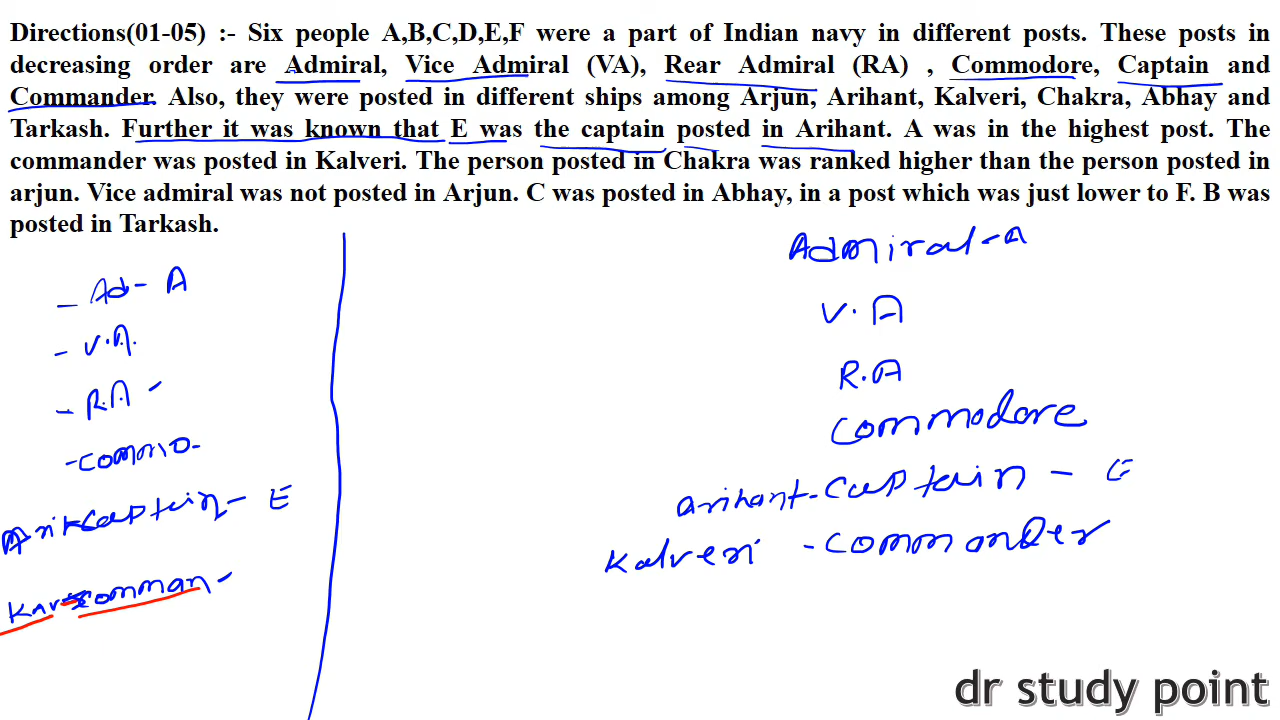 Directions(01-05) :- Six people A,B,C,D,E,F were a part of Indian navy in different posts. These posts in
decreasing order are Admiral, Vice Admiral (VA), Rear Admiral (RA) , Commodore, Captain and
Commander. Also, they were posted in different ships among Arjun, Arihant, Kalveri, Chakra, Abhay and
Tarkash. Further it was known that E was the captain posted in Arihant. A was in the highest post. The
commander was posted in Kalveri. The person posted in Chakra was ranked higher than the person posted in
arjun. Vice admiral was not posted in Arjun. C was posted in Abhay, in a post which was just lower to F. B was
posted in Tarkash.
- Ad- A
- V.A.
- R.A -
-commo-
Captain- E
comman-
Admiral-A
V.A
R.A
Commodore
arihant-Captain - E
Kalveri -commander
dr study point